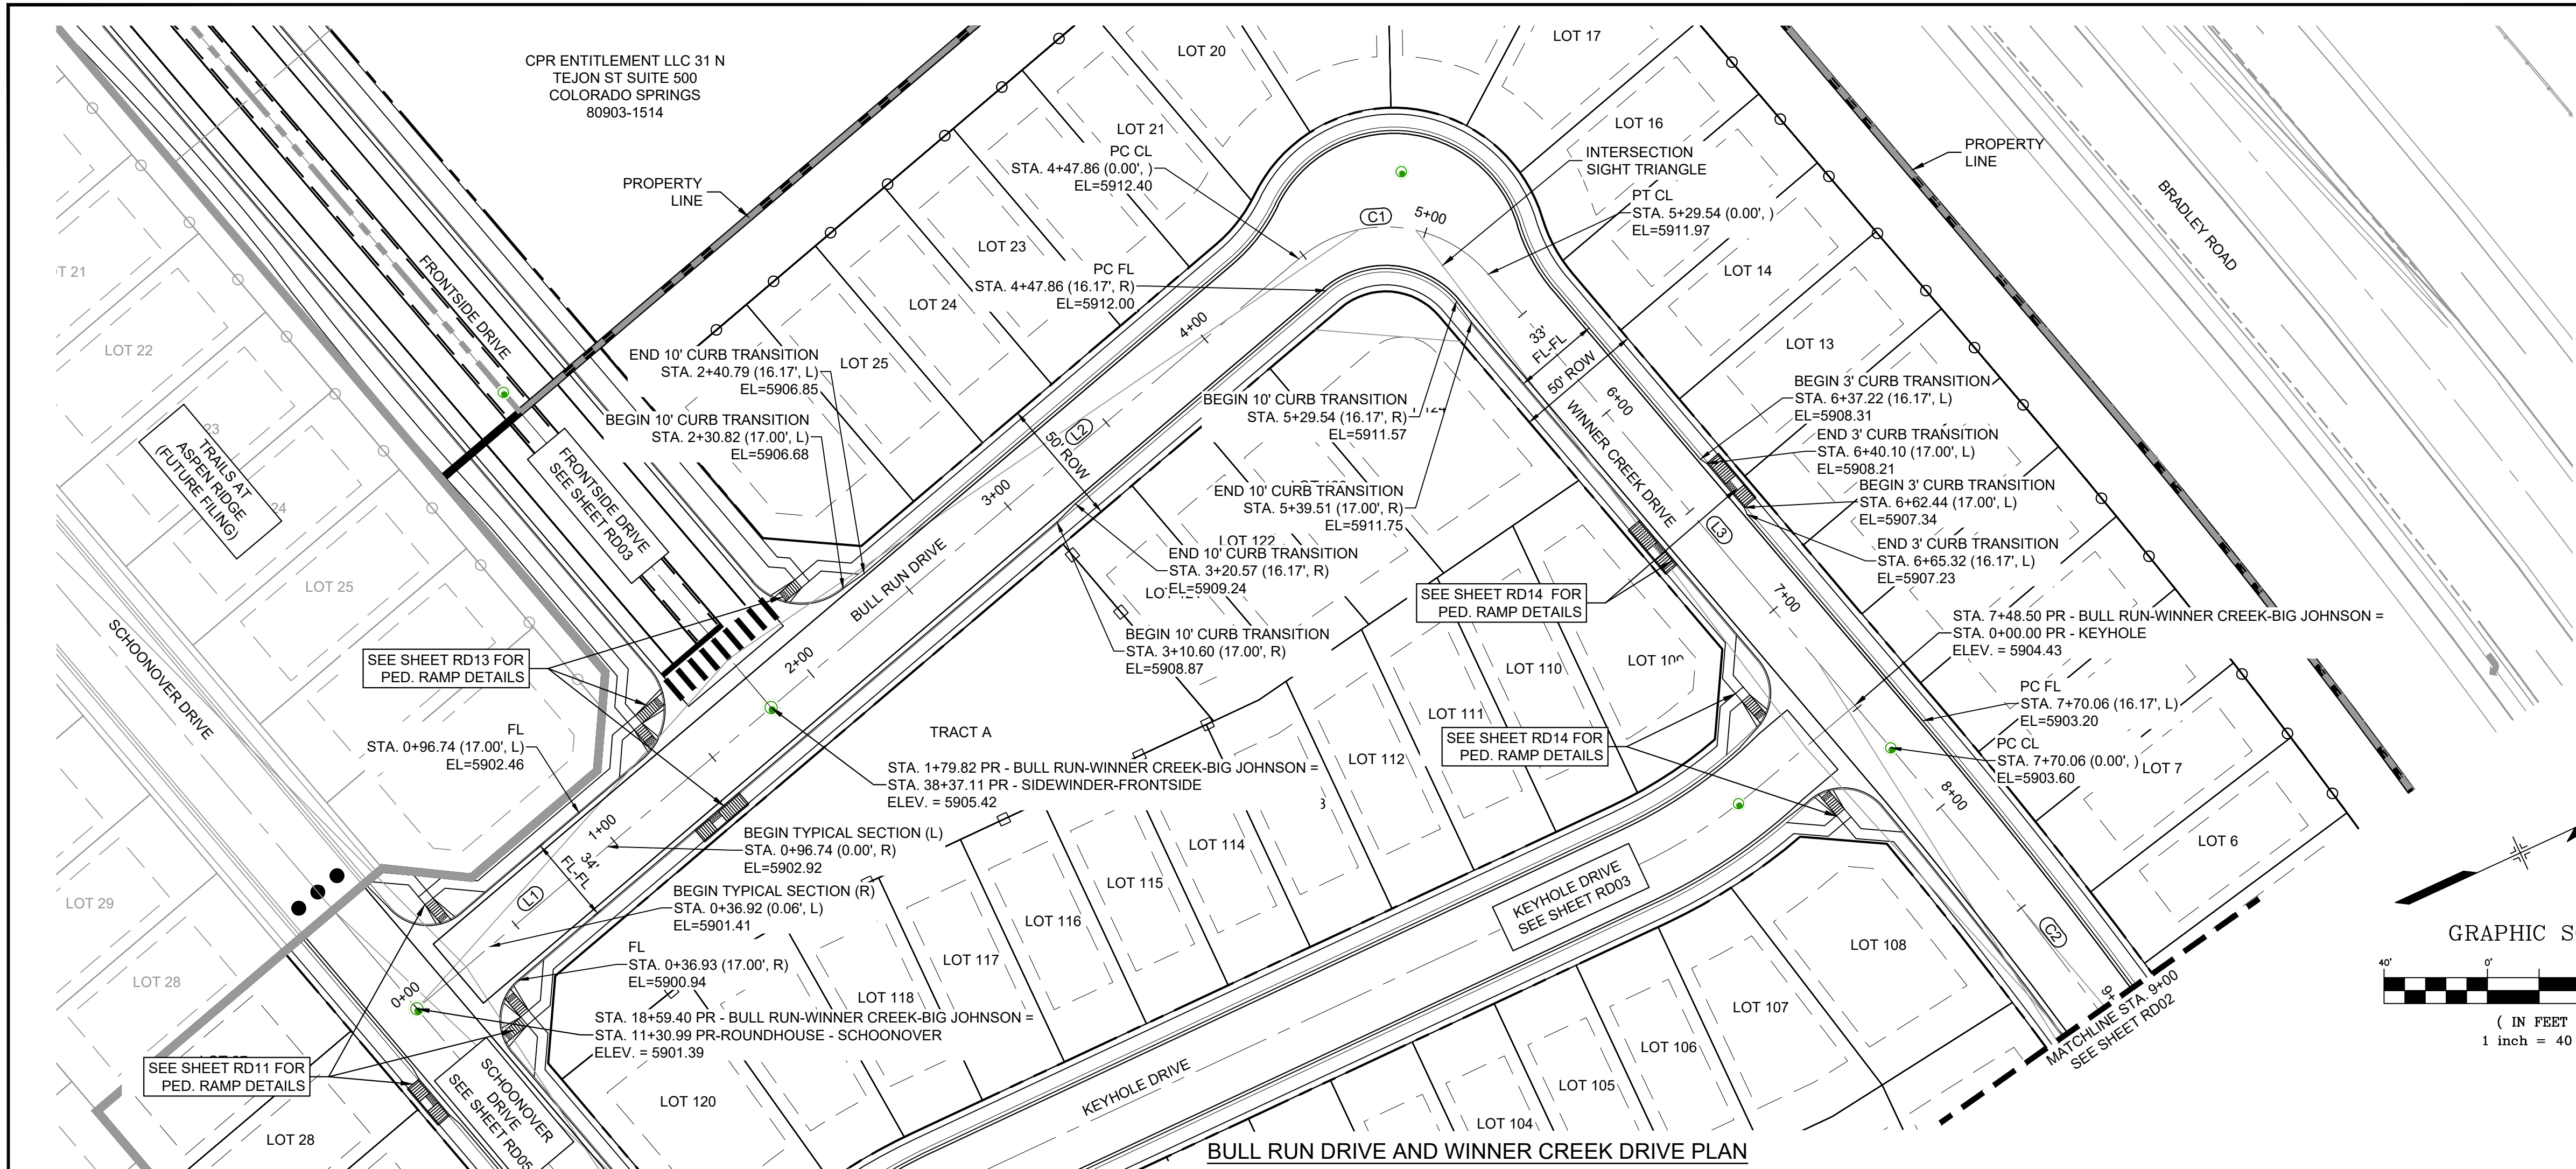 CPR ENTITLEMENT LLC 31 N
TEJON ST SUITE 500
COLORADO SPRINGS
80903-1514
LOT 20
LOT 17
LOT 21
PC CL
STA. 4+47.86 (0.00', )
EL=5912.40
LOT 16
INTERSECTION
SIGHT TRIANGLE
PROPERTY
LINE
PROPERTY
LINE
BRADLEY ROAD
PT CL
STA. 5+29.54 (0.00', )
EL=5911.97
C1
5+00
LOT 23
PC FL
STA. 4+47.86 (16.17', R)
EL=5912.00
LOT 14
LOT 24
4+00
33'
FL-FL
50' ROW
LOT 13
FRONTSIDE DRIVE
T 21
LOT 22
23
24
LOT 25
TRAILS AT
ASPEN RIDGE
(FUTURE FILING)
FRONTSIDE DRIVE
SEE SHEET RD03
END 10' CURB TRANSITION
STA. 2+40.79 (16.17', L)
EL=5906.85
LOT 25
BEGIN 10' CURB TRANSITION
STA. 2+30.82 (17.00', L)
EL=5906.68
L2
50' ROW
3+00
BEGIN 10' CURB TRANSITION
STA. 5+29.54 (16.17', R)
EL=5911.57
WINNER CREEK DRIVE
6+00
BEGIN 3' CURB TRANSITION
STA. 6+37.22 (16.17', L)
EL=5908.31
END 3' CURB TRANSITION
STA. 6+40.10 (17.00', L)
EL=5908.21
BEGIN 3' CURB TRANSITION
STA. 6+62.44 (17.00', L)
EL=5907.34
END 3' CURB TRANSITION
STA. 6+65.32 (16.17', L)
EL=5907.23
END 10' CURB TRANSITION
STA. 5+39.51 (17.00', R)
EL=5911.75
LOT 122
END 10' CURB TRANSITION
STA. 3+20.57 (16.17', R)
EL=5909.24
L3
BULL RUN DRIVE
2+00
BEGIN 10' CURB TRANSITION
STA. 3+10.60 (17.00', R)
EL=5908.87
SEE SHEET RD14 FOR
PED. RAMP DETAILS
7+00
STA. 7+48.50 PR - BULL RUN-WINNER CREEK-BIG JOHNSON =
STA. 0+00.00 PR - KEYHOLE
ELEV. = 5904.43
LOT 110
LOT 109
SCHOONOVER DRIVE
SEE SHEET RD13 FOR
PED. RAMP DETAILS
PC FL
STA. 7+70.06 (16.17', L)
EL=5903.20
LOT 111
TRACT A
FL
STA. 0+96.74 (17.00', L)
EL=5902.46
SEE SHEET RD14 FOR
PED. RAMP DETAILS
PC CL
STA. 7+70.06 (0.00', )
EL=5903.60
LOT 7
LOT 112
STA. 1+79.82 PR - BULL RUN-WINNER CREEK-BIG JOHNSON =
STA. 38+37.11 PR - SIDEWINDER-FRONTSIDE
ELEV. = 5905.42
8+00
1+00
BEGIN TYPICAL SECTION (L)
STA. 0+96.74 (0.00', R)
EL=5902.92
LOT 114
LOT 6
34'
FL-FL
LOT 115
BEGIN TYPICAL SECTION (R)
STA. 0+36.92 (0.06', L)
EL=5901.41
L1
LOT 29
LOT 116
KEYHOLE DRIVE
SEE SHEET RD03
C2
GRAPHIC S
LOT 108
FL
STA. 0+36.93 (17.00', R)
EL=5900.94
LOT 117
40'
0'
LOT 28
0+00
LOT 118
LOT 107
9+
MATCHLINE STA. 9+00
SEE SHEET RD02
STA. 18+59.40 PR - BULL RUN-WINNER CREEK-BIG JOHNSON =
STA. 11+30.99 PR-ROUNDHOUSE - SCHOONOVER
ELEV. = 5901.39
( IN FEET
1 inch = 40
LOT 106
SEE SHEET RD11 FOR
PED. RAMP DETAILS
SCHOONOVER
DRIVE
SEE SHEET RD05
KEYHOLE DRIVE
LOT 105
LOT 120
LOT 104
LOT 28
BULL RUN DRIVE AND WINNER CREEK DRIVE PLAN